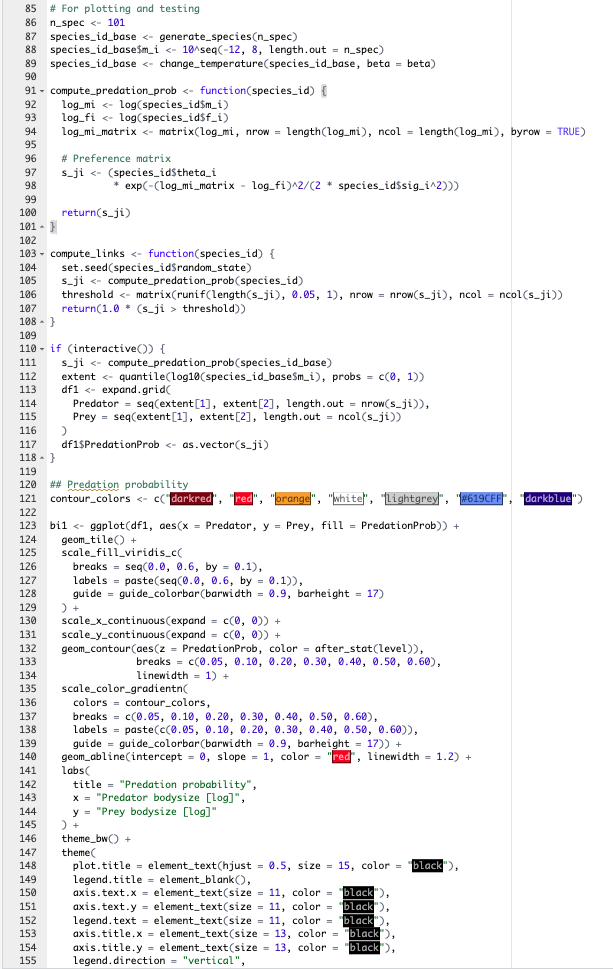 85 # For plotting and testing
86 n_spec <- 101
87 species_id_base <- generate_species(n_spec)
88 species_id_base$m_i <- 10^seq(-12, 8, length.out = n_spec)
89 species_id_base <- change_temperature(species_id_base, beta = beta)
90
91 compute_predation_prob <- function(species_id) {
92   log_mi <- log(species_id$m_i)
93   log_fi <- log(species_id$f_i)
94   log_mi_matrix <- matrix(log_mi, nrow = length(log_mi), ncol = length(log_mi), byrow = TRUE)
95
96   # Preference matrix
97   s_ji <- (species_id$theta_i
98            * exp(-(log_mi_matrix - log_fi)^2/(2 * species_id$sig_i^2)))
99
100   return(s_ji)
101 }
102
103 compute_links <- function(species_id) {
104   set.seed(species_id$random_state)
105   s_ji <- compute_predation_prob(species_id)
106   threshold <- matrix(runif(length(s_ji), 0.05, 1), nrow = nrow(s_ji), ncol = ncol(s_ji))
107   return(1.0 * (s_ji > threshold))
108 }
109
110 if (interactive()) {
111   s_ji <- compute_predation_prob(species_id_base)
112   extent <- quantile(log10(species_id_base$m_i), probs = c(0, 1))
113   df1 <- expand.grid(
114     Predator = seq(extent[1], extent[2], length.out = nrow(s_ji)),
115     Prey = seq(extent[1], extent[2], length.out = ncol(s_ji))
116   )
117   df1$PredationProb <- as.vector(s_ji)
118 }
119
120 ## Predation probability
121 contour_colors <- c("darkred", "red", "orange", "white", "lightgrey", "#619CFF", "darkblue")
122
123 bi1 <- ggplot(df1, aes(x = Predator, y = Prey, fill = PredationProb)) +
124   geom_tile() +
125   scale_fill_viridis_c(
126     breaks = seq(0.0, 0.6, by = 0.1),
127     labels = paste(seq(0.0, 0.6, by = 0.1)),
128     guide = guide_colorbar(barwidth = 0.9, barheight = 17)
129   ) +
130   scale_x_continuous(expand = c(0, 0)) +
131   scale_y_continuous(expand = c(0, 0)) +
132   geom_contour(aes(z = PredationProb, color = after_stat(level)),
133                breaks = c(0.05, 0.10, 0.20, 0.30, 0.40, 0.50, 0.60),
134                linewidth = 1) +
135   scale_color_gradientn(
136     colors = contour_colors,
137     breaks = c(0.05, 0.10, 0.20, 0.30, 0.40, 0.50, 0.60),
138     labels = paste(c(0.05, 0.10, 0.20, 0.30, 0.40, 0.50, 0.60)),
139     guide = guide_colorbar(barwidth = 0.9, barheight = 17)) +
140   geom_abline(intercept = 0, slope = 1, color = "red", linewidth = 1.2) +
141   labs(
142     title = "Predation probability",
143     x = "Predator bodysize [log]",
144     y = "Prey bodysize [log]"
145   ) +
146   theme_bw() +
147   theme(
148     plot.title = element_text(hjust = 0.5, size = 15, color = "black"),
149     legend.title = element_blank(),
150     axis.text.x = element_text(size = 11, color = "black"),
151     axis.text.y = element_text(size = 11, color = "black"),
152     legend.text = element_text(size = 11, color = "black"),
153     axis.title.x = element_text(size = 13, color = "black"),
154     axis.title.y = element_text(size = 13, color = "black"),
155     legend.direction = "vertical",